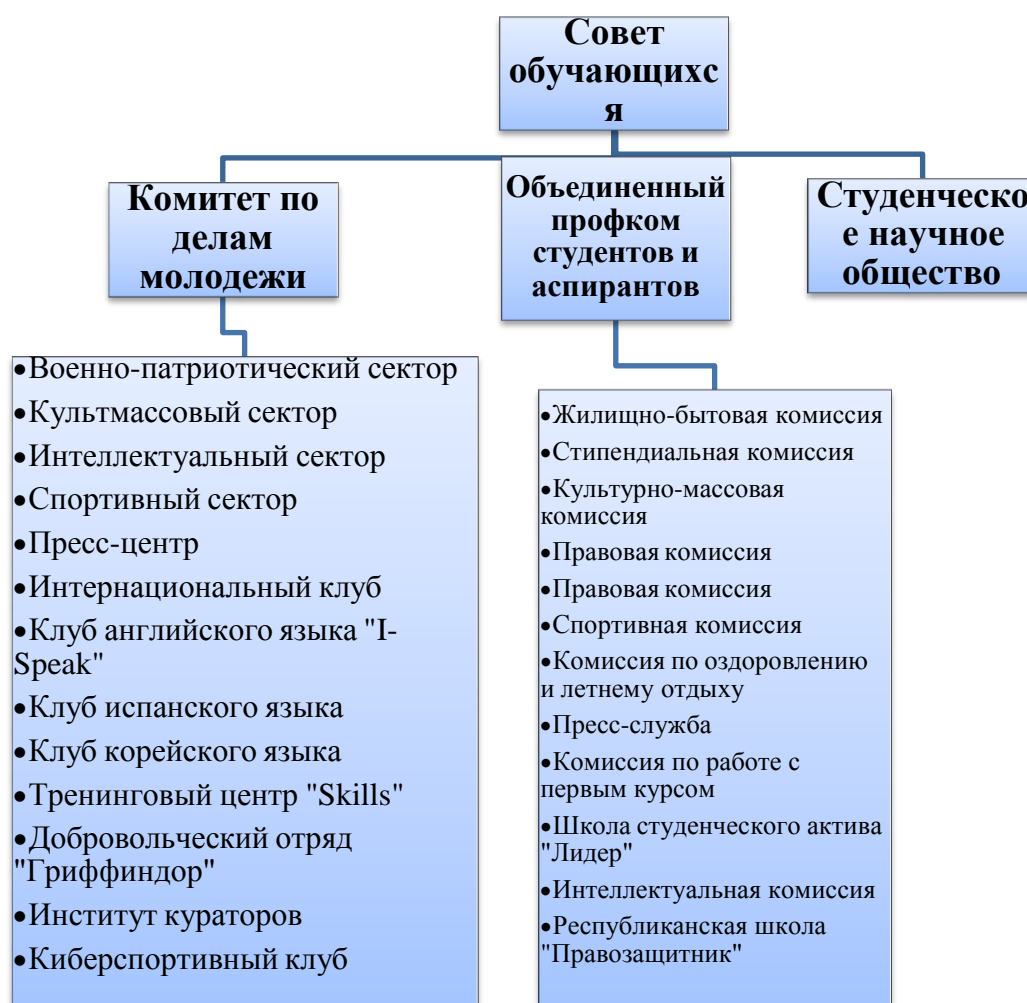 Совет
обучающихс
я
Комитет по
делам
молодежи
Объединенный
профком
студентов и
аспирантов
Студенческо
е научное
общество
•Военно-патриотический сектор
•Культмассовый сектор
•Интеллектуальный сектор
•Спортивный сектор
•Пресс-центр
•Интернациональный клуб
•Клуб английского языка "I-
Speak"
•Клуб испанского языка
•Клуб корейского языка
•Тренинговый центр "Skills"
•Добровольческий отряд
"Гриффиндор"
•Институт кураторов
•Киберспортивный клуб
•Жилищно-бытовая комиссия
•Стипендиальная комиссия
•Культурно-массовая
комиссия
•Правовая комиссия
•Правовая комиссия
•Спортивная комиссия
•Комиссия по оздоровлению
и летнему отдыху
•Пресс-служба
•Комиссия по работе с
первым курсом
•Школа студенческого актива
"Лидер"
•Интеллектуальная комиссия
•Республиканская школа
"Правозащитник"